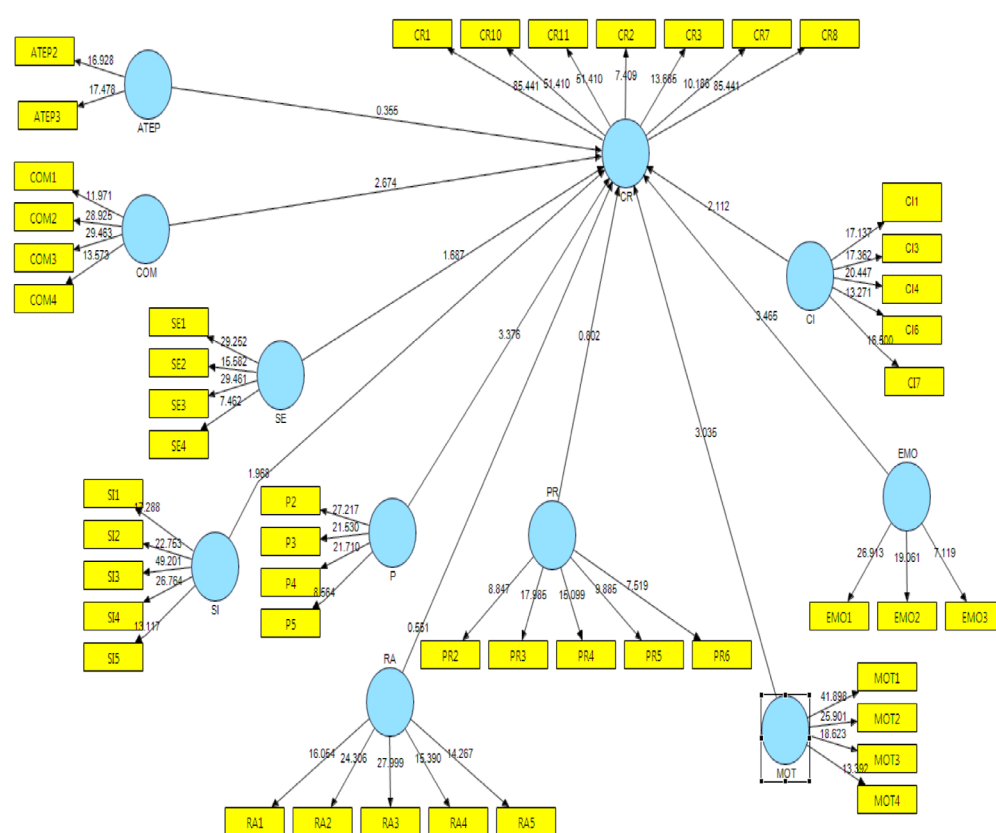 CR1 CR10 CR11 CR2 CR3 CR7 CR8
85.441 51.410 51.410 7.409 13.685 10.186 85.441
CR
ATEP2
ATEP3
16.928
17.478
ATEP
0.355
COM1
COM2
COM3
COM4
11.971
28.925
29.463
13.573
COM
2.674
CI1
CI3
CI4
CI6
CI7
17.137
17.362
20.447
13.271
CI
2.112
SE1
SE2
SE3
SE4
29.252
15.582
29.461
7.462
SE
1.687
3.376
0.802
3.465
3.035
EMO
26.913 19.061 7.119
EMO1 EMO2 EMO3
SI1
SI2
SI3
SI4
SI5
17.288
22.753
49.201
26.764
13.117
SI
1.968
P2
P3
P4
P5
27.217
21.530
21.710
8.564
P
PR
8.847 17.985 15.099 9.885 7.519
PR2 PR3 PR4 PR5 PR6
0.551
RA
16.054 24.306 27.999 15.390 14.267
RA1 RA2 RA3 RA4 RA5
MOT1
MOT2
MOT3
MOT4
41.898
25.901
18.623
13.392
MOT